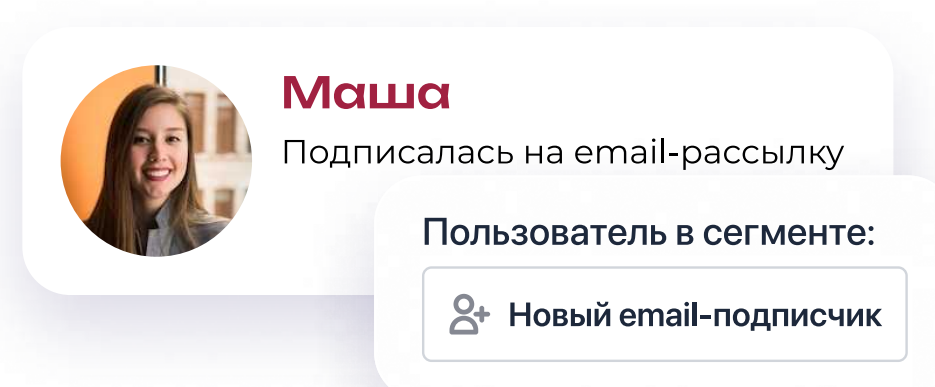 Маша
Подписалась на email-рассылку
Пользователь в сегменте:
Новый email-подписчик